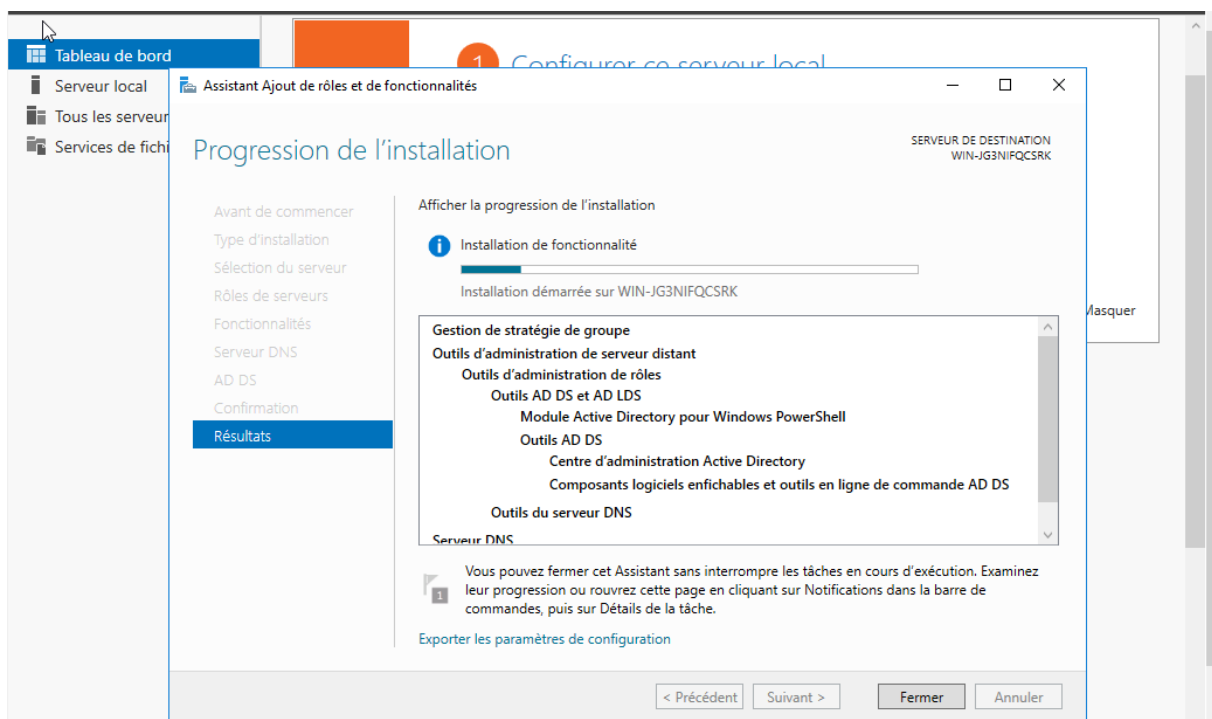 Tableau de bord
Serveur local
Tous les serveur
Services de fichi
1 Configurer ce serveur local
Masquer
Assistant Ajout de rôles et de fonctionnalités
Progression de l'installation
SERVEUR DE DESTINATION
WIN-JG3NIFQCSRK
Avant de commencer
Type d'installation
Sélection du serveur
Rôles de serveurs
Fonctionnalités
Serveur DNS
AD DS
Confirmation
Résultats
Afficher la progression de l'installation
Installation de fonctionnalité
Installation démarrée sur WIN-JG3NIFQCSRK
Gestion de stratégie de groupe
Outils d'administration de serveur distant
Outils d'administration de rôles
Outils AD DS et AD LDS
Module Active Directory pour Windows PowerShell
Outils AD DS
Centre d'administration Active Directory
Composants logiciels enfichables et outils en ligne de commande AD DS
Outils du serveur DNS
Serveur DNS
1
Vous pouvez fermer cet Assistant sans interrompre les tâches en cours d'exécution. Examinez
leur progression ou rouvrez cette page en cliquant sur Notifications dans la barre de
commandes, puis sur Détails de la tâche.
Exporter les paramètres de configuration
< Précédent
Suivant >
Fermer
Annuler